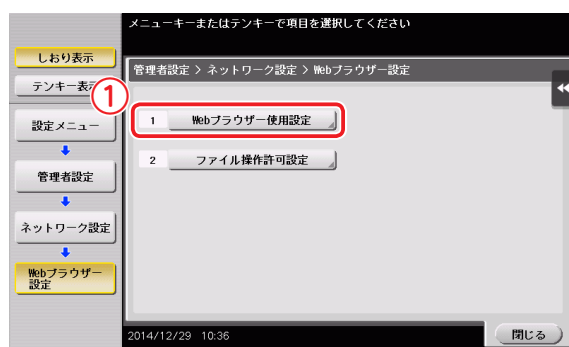 メニューキーまたはテンキーで項目を選択してください
しおり表示
テンキー表
管理者設定 > ネットワーク設定 > Webブラウザー設定
1
1 Webブラウザー使用設定
2 ファイル操作許可設定
設定メニュー
管理者設定
ネットワーク設定
Webブラウザー
設定
2014/12/29 10:36
閉じる